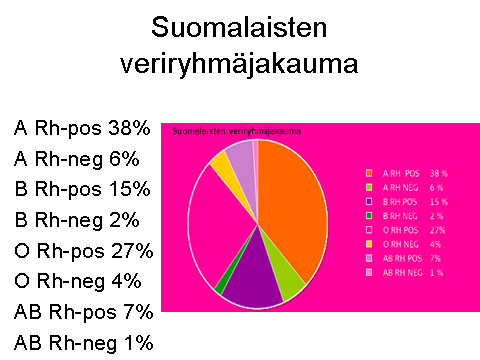 Suomalaisten
veriryhmäjakauma
A Rh-pos 38%
A Rh-neg 6%
B Rh-pos 15%
B Rh-neg 2%
O Rh-pos 27%
O Rh-neg 4%
AB Rh-pos 7%
AB Rh-neg 1%
Suomalaisten veriryhmäjakauma
A RH POS 38 %
A RH NEG 6 %
B RH POS 15 %
B RH NEG 2 %
O RH POS 27%
O RH NEG 4%
AB RH POS 7%
AB RH NEG 1 %